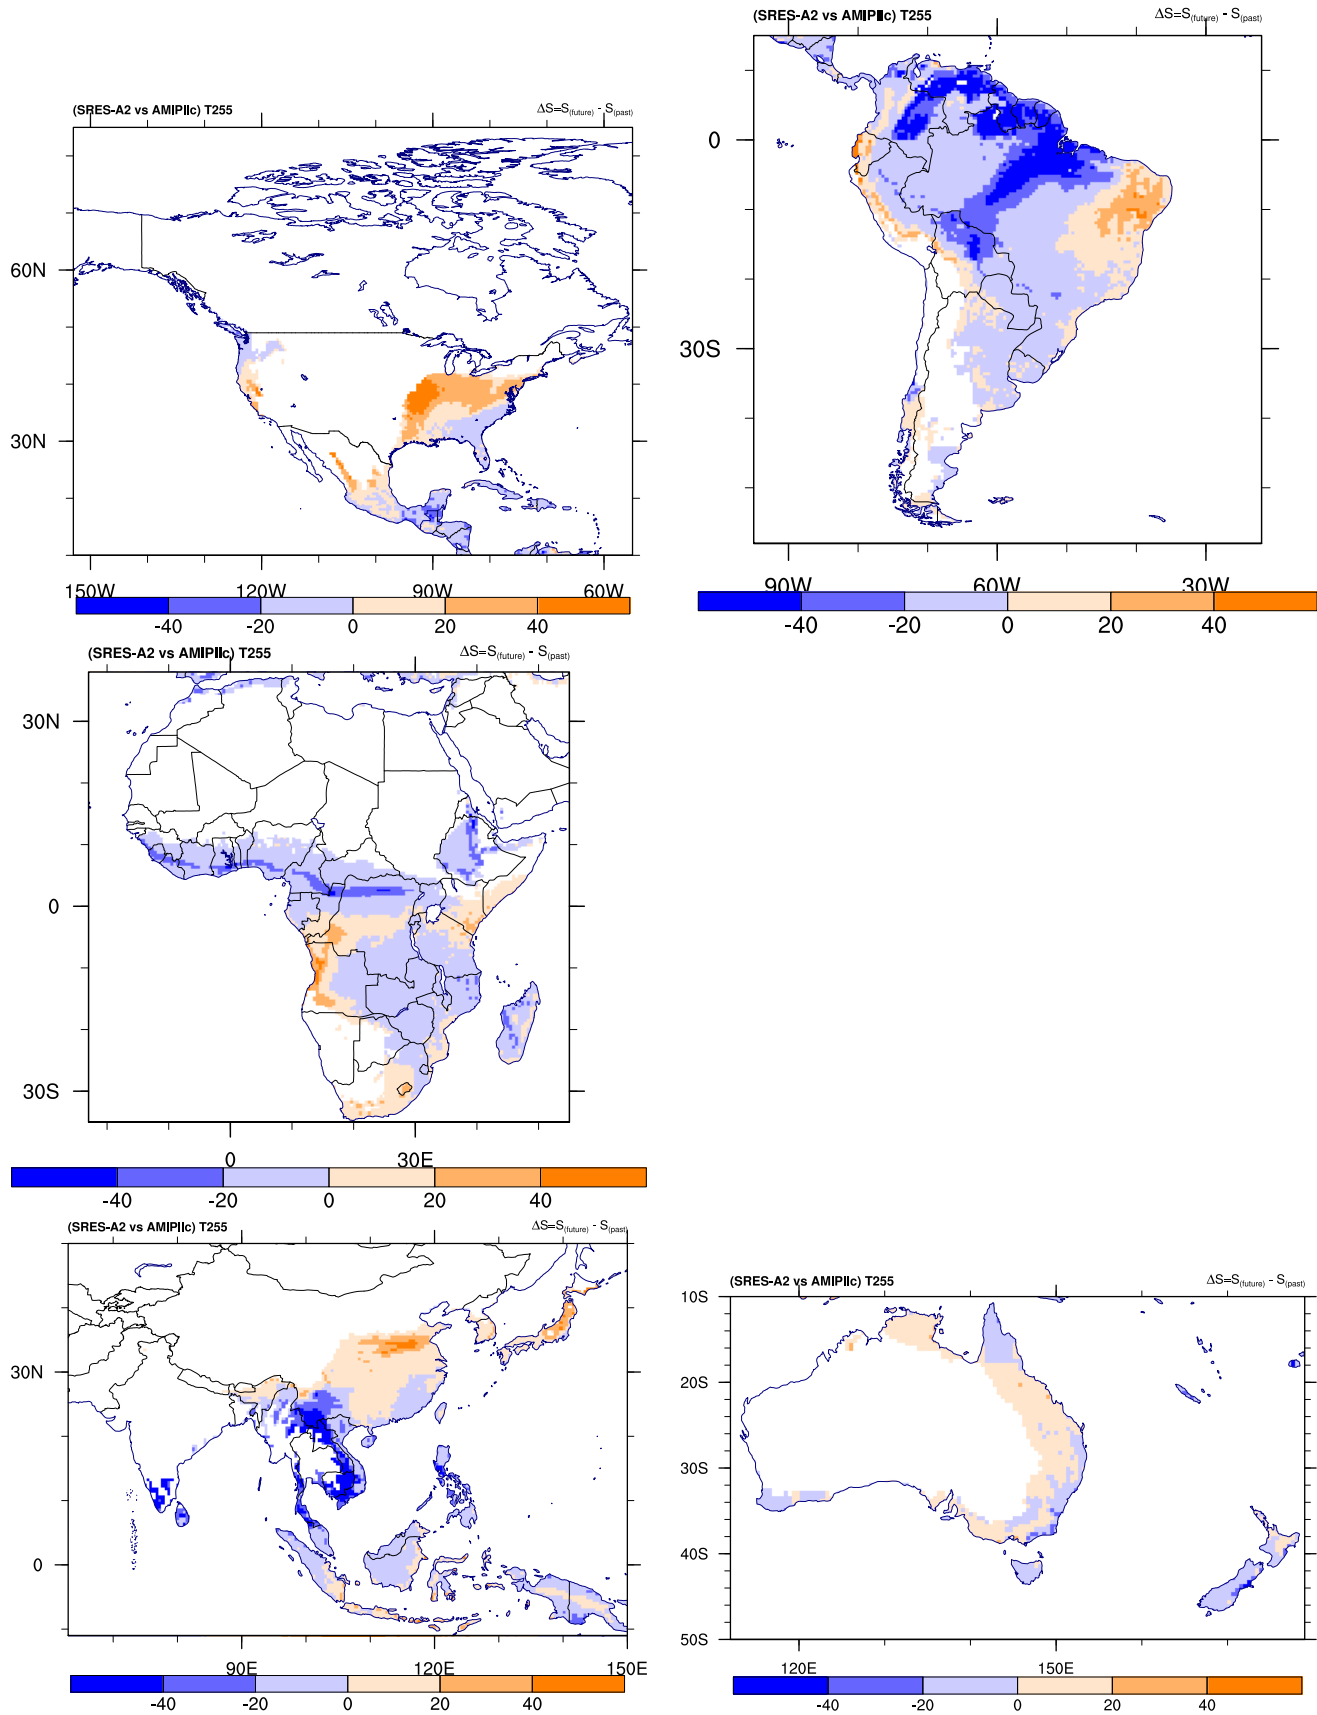 (SRES-A2 vs AMIPIIc) T255 ΔS=S(future) - S(past)
60N
30N
150W 120W 90W 60W
-40 -20 0 20 40
(SRES-A2 vs AMIPIIc) T255 ΔS=S(future) - S(past)
0
30S
90W 60W 30W
-40 -20 0 20 40
(SRES-A2 vs AMIPIIc) T255 ΔS=S(future) - S(past)
30N
0
30S
0 30E
-40 -20 0 20 40
(SRES-A2 vs AMIPIIc) T255 ΔS=S(future) - S(past)
30N
0
90E 120E 150E
-40 -20 0 20 40
(SRES-A2 vs AMIPIIc) T255 ΔS=S(future) - S(past)
10S
20S
30S
40S
50S
120E 150E
-40 -20 0 20 40